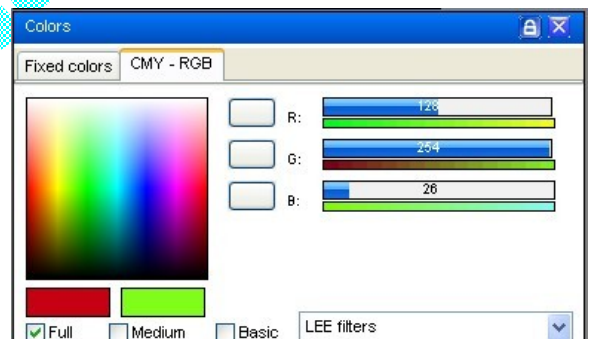 Colors
Fixed colors CMY - RGB
R: 128
G: 254
B: 26
Full Medium Basic LEE filters